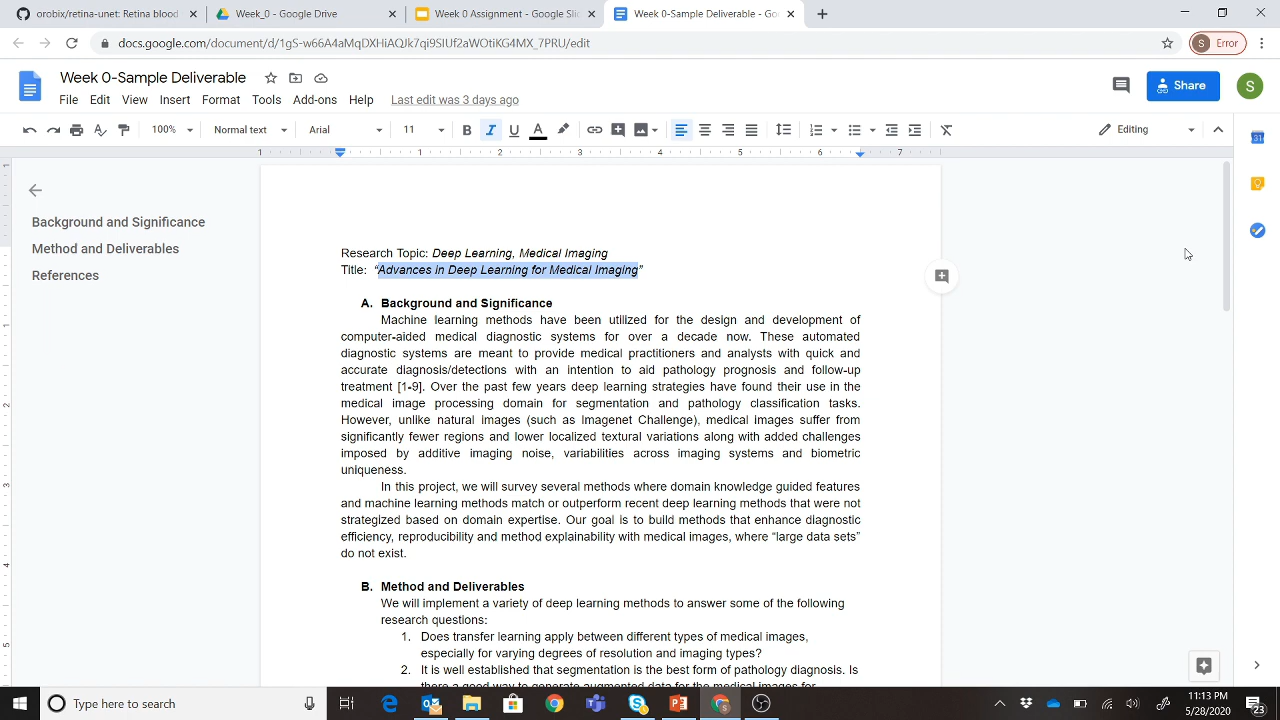 orobix/retina-unet: Retina blood
Week_0 - Google Drive
Week 0 Assignment - Google Slid
Week 0-Sample Deliverable - Go
docs.google.com/document/d/1gS-w66A4aMqDXHiAQJk7qi9SIUf2aWOtiKG4MX_7PRU/edit
S Error
Week 0-Sample Deliverable
File Edit View Insert Format Tools Add-ons Help Last edit was 3 days ago
Share
S
100% Normal text Arial 11 B I U A Editing
1 1 2 3 4 5 6 7
Background and Significance
Method and Deliverables
References
Research Topic: Deep Learning, Medical Imaging
Title: “Advances in Deep Learning for Medical Imaging”
A. Background and Significance
Machine learning methods have been utilized for the design and development of
computer-aided medical diagnostic systems for over a decade now. These automated
diagnostic systems are meant to provide medical practitioners and analysts with quick and
accurate diagnosis/detections with an intention to aid pathology prognosis and follow-up
treatment [1-9]. Over the past few years deep learning strategies have found their use in the
medical image processing domain for segmentation and pathology classification tasks.
However, unlike natural images (such as Imagenet Challenge), medical images suffer from
significantly fewer regions and lower localized textural variations along with added challenges
imposed by additive imaging noise, variabilities across imaging systems and biometric
uniqueness.
In this project, we will survey several methods where domain knowledge guided features
and machine learning methods match or outperform recent deep learning methods that were not
strategized based on domain expertise. Our goal is to build methods that enhance diagnostic
efficiency, reproducibility and method explainability with medical images, where “large data sets”
do not exist.
B. Method and Deliverables
We will implement a variety of deep learning methods to answer some of the following
research questions:
1. Does transfer learning apply between different types of medical images,
especially for varying degrees of resolution and imaging types?
2. It is well established that segmentation is the best form of pathology diagnosis. Is
there a good way to generate augmented data for the medical images for
Type here to search
11:13 PM
5/28/2020
23